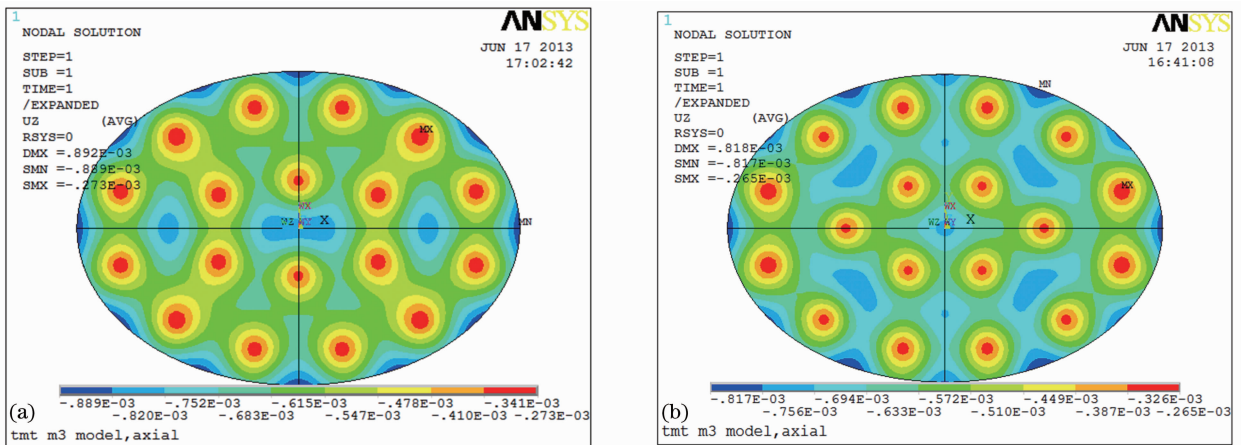 1
ANSYS
NODAL SOLUTION
JUN 17 2013
17:02:42
STEP=1
SUB =1
TIME=1
/EXPANDED
UZ (AVG)
RSYS=0
DMX =.892E-03
SMN =-.889E-03
SMX =-.273E-03
MX
WX
WY X
MN
-.889E-03 -.752E-03 -.615E-03 -.478E-03 -.341E-03
-.820E-03 -.683E-03 -.547E-03 -.410E-03 -.273E-03
(a)
tmt m3 model,axial
1
ANSYS
NODAL SOLUTION
JUN 17 2013
16:41:08
STEP=1
SUB =1
TIME=1
/EXPANDED
UZ (AVG)
RSYS=0
DMX =.818E-03
SMN =-.817E-03
SMX =-.265E-03
MN
MX
WX
WZ WY X
-.817E-03 -.694E-03 -.572E-03 -.449E-03 -.326E-03
-.756E-03 -.633E-03 -.510E-03 -.387E-03 -.265E-03
(b)
tmt m3 model,axial